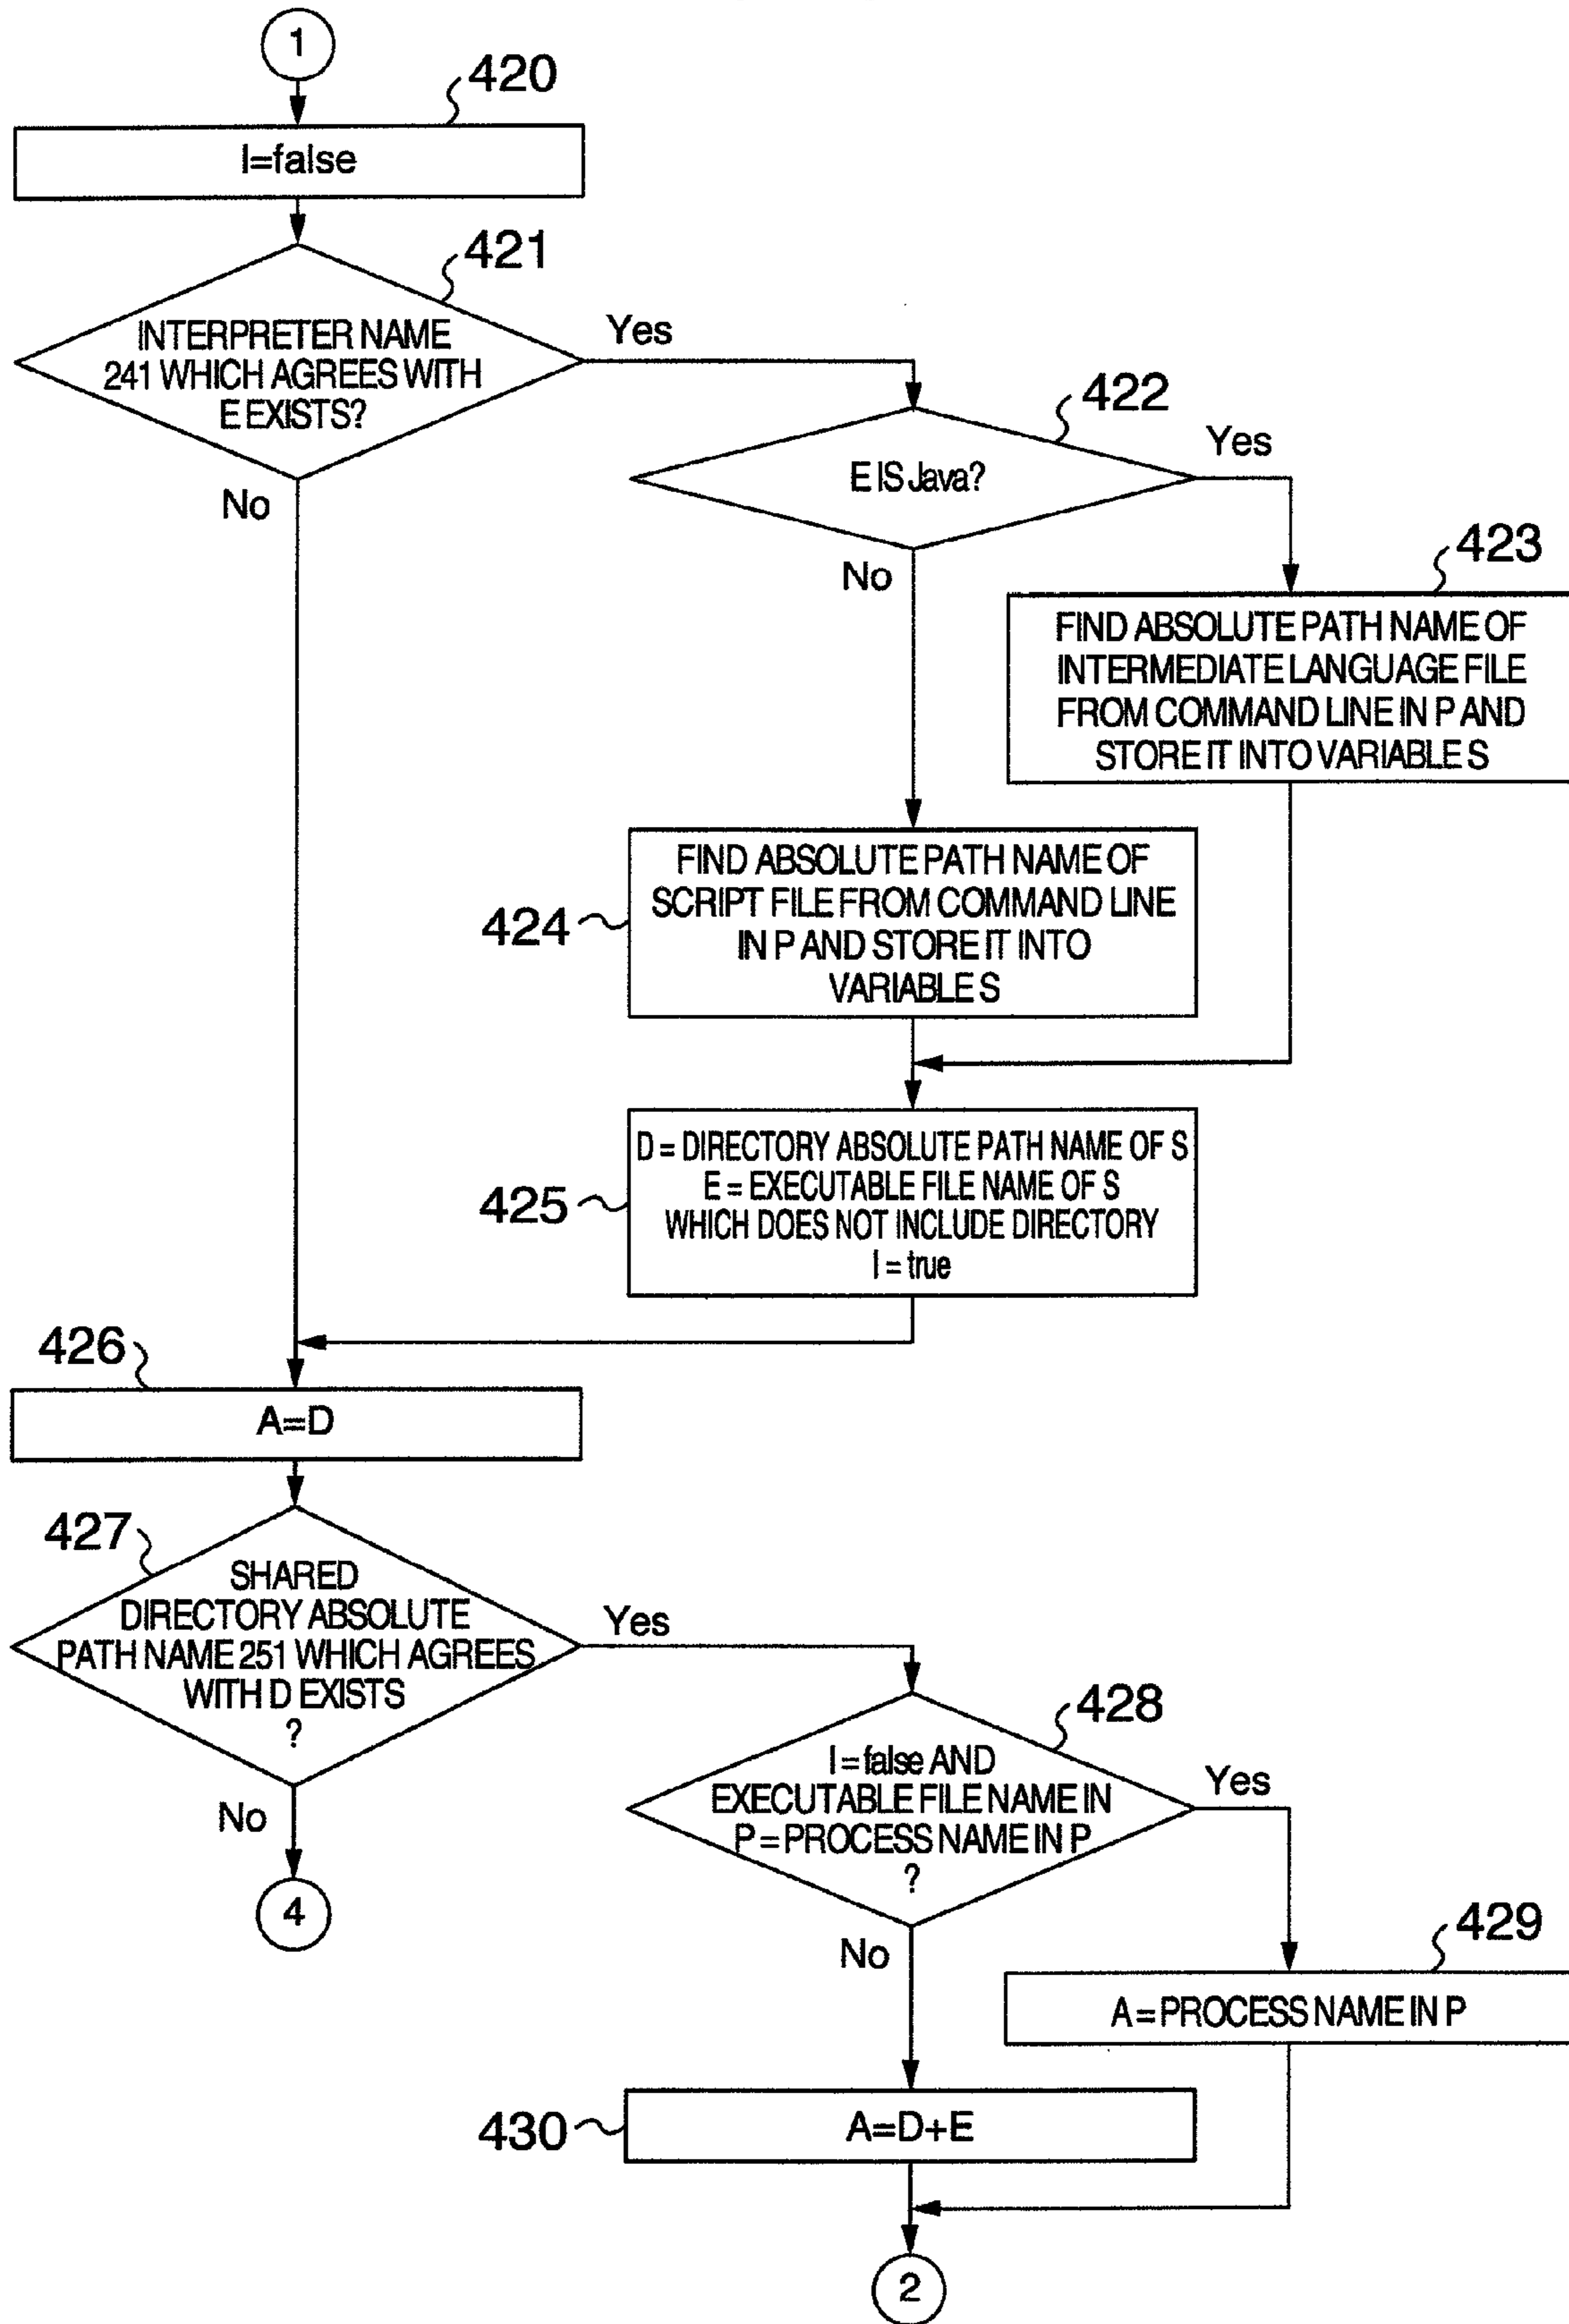 1
420
I=false
421
INTERPRETER NAME
241 WHICH AGREES WITH
E EXISTS?
Yes
No
422
E IS Java?
Yes
No
423
FIND ABSOLUTE PATH NAME OF
INTERMEDIATE LANGUAGE FILE
FROM COMMAND LINE IN P AND
STORE IT INTO VARIABLE S
424
FIND ABSOLUTE PATH NAME OF
SCRIPT FILE FROM COMMAND LINE
IN P AND STORE IT INTO
VARIABLE S
425
D = DIRECTORY ABSOLUTE PATH NAME OF S
E = EXECUTABLE FILE NAME OF S
WHICH DOES NOT INCLUDE DIRECTORY
I = true
426
A=D
427
SHARED
DIRECTORY ABSOLUTE
PATH NAME 251 WHICH AGREES
WITH D EXISTS
?
Yes
No
4
428
I = false AND
EXECUTABLE FILE NAME IN
P = PROCESS NAME IN P
?
Yes
No
429
A = PROCESS NAME IN P
430
A=D+E
2